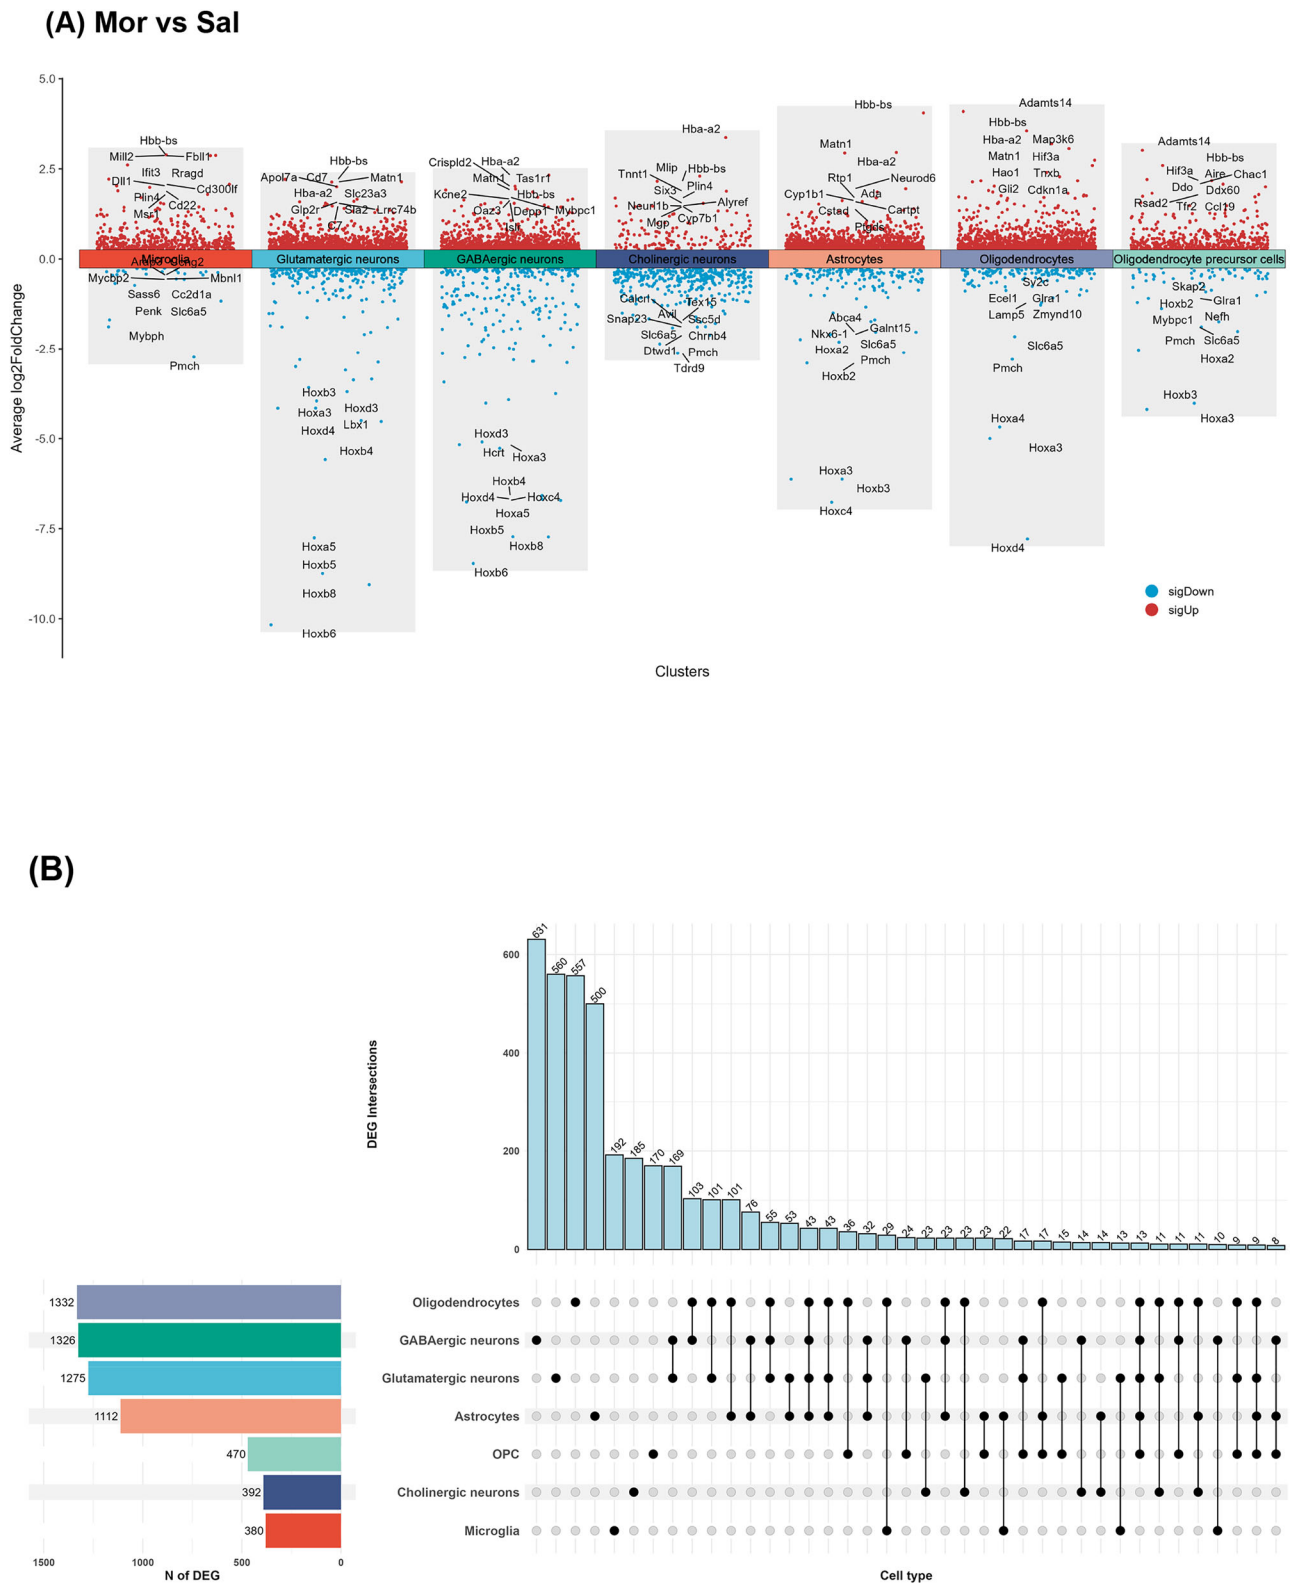 (A) Mor vs Sal
5.0
2.5
0.0
-2.5
-5.0
-7.5
-10.0
Average log2FoldChange
Hbb-bs
Mill2
Fbll1
Ifit3
Rragd
Dll1
Cd300lf
Plin4
Cd22
Msr1
Microglia
Ccng2
Mycbp2
Mbnl1
Sass6
Cc2d1a
Penk
Slc6a5
Mybph
Pmch
Hbb-bs
Apol7a
Cd7
Matn1
Hba-a2
Slc23a3
Glp2r
Sla2
Lrrc74b
C7
Glutamatergic neurons
Hoxb3
Hoxa3
Hoxd3
Hoxd4
Lbx1
Hoxb4
Hoxa5
Hoxb5
Hoxb8
Hoxb6
Crispld2
Hba-a2
Matn1
Tas1r1
Kcne2
Hbb-bs
Oaz3
Depp1
Mybpc1
Islr
GABAergic neurons
Hoxd3
Hcrt
Hoxa3
Hoxb4
Hoxd4
Hoxc4
Hoxa5
Hoxb5
Hoxb8
Hoxb6
Hba-a2
Mlip
Hbb-bs
Tnnt1
Six3
Plin4
Neurl1b
Alyref
Mgp
Cyp7b1
Cholinergic neurons
Calcrl
Tex15
Avil
Snap23
Ssc5d
Slc6a5
Chrnb4
Dtwd1
Pmch
Tdrd9
Hbb-bs
Matn1
Hba-a2
Rtp1
Neurod6
Cyp1b1
Ada
Cstad
Cartpt
Ptgds
Astrocytes
Abca4
Nkx6-1
Galnt15
Hoxa2
Slc6a5
Pmch
Hoxb2
Hoxa3
Hoxb3
Hoxc4
Adamts14
Hbb-bs
Hba-a2
Map3k6
Matn1
Hif3a
Hao1
Tnxb
Gli2
Cdkn1a
Oligodendrocytes
Sy2c
Ecel1
Glra1
Lamp5
Zmynd10
Slc6a5
Pmch
Hoxa4
Hoxa3
Hoxd4
Adamts14
Hbb-bs
Hif3a
Aire
Chac1
Ddo
Ddx60
Rsad2
Tfr2
Ccl19
Oligodendrocyte precursor cells
Skap2
Hoxb2
Glra1
Mybpc1
Nefh
Pmch
Slc6a5
Hoxa2
Hoxb3
Hoxa3
sigDown
sigUp
Clusters
(B)
DEG Intersections
600
400
200
0
631
560
557
500
192
185
170
169
103
101
101
76
55
53
43
43
36
32
29
24
23
23
23
23
22
17
17
15
14
14
13
13
11
11
11
10
9
9
8
1332
1326
1275
1112
470
392
380
1500
1000
500
0
N of DEG
Oligodendrocytes
GABAergic neurons
Glutamatergic neurons
Astrocytes
OPC
Cholinergic neurons
Microglia
Cell type